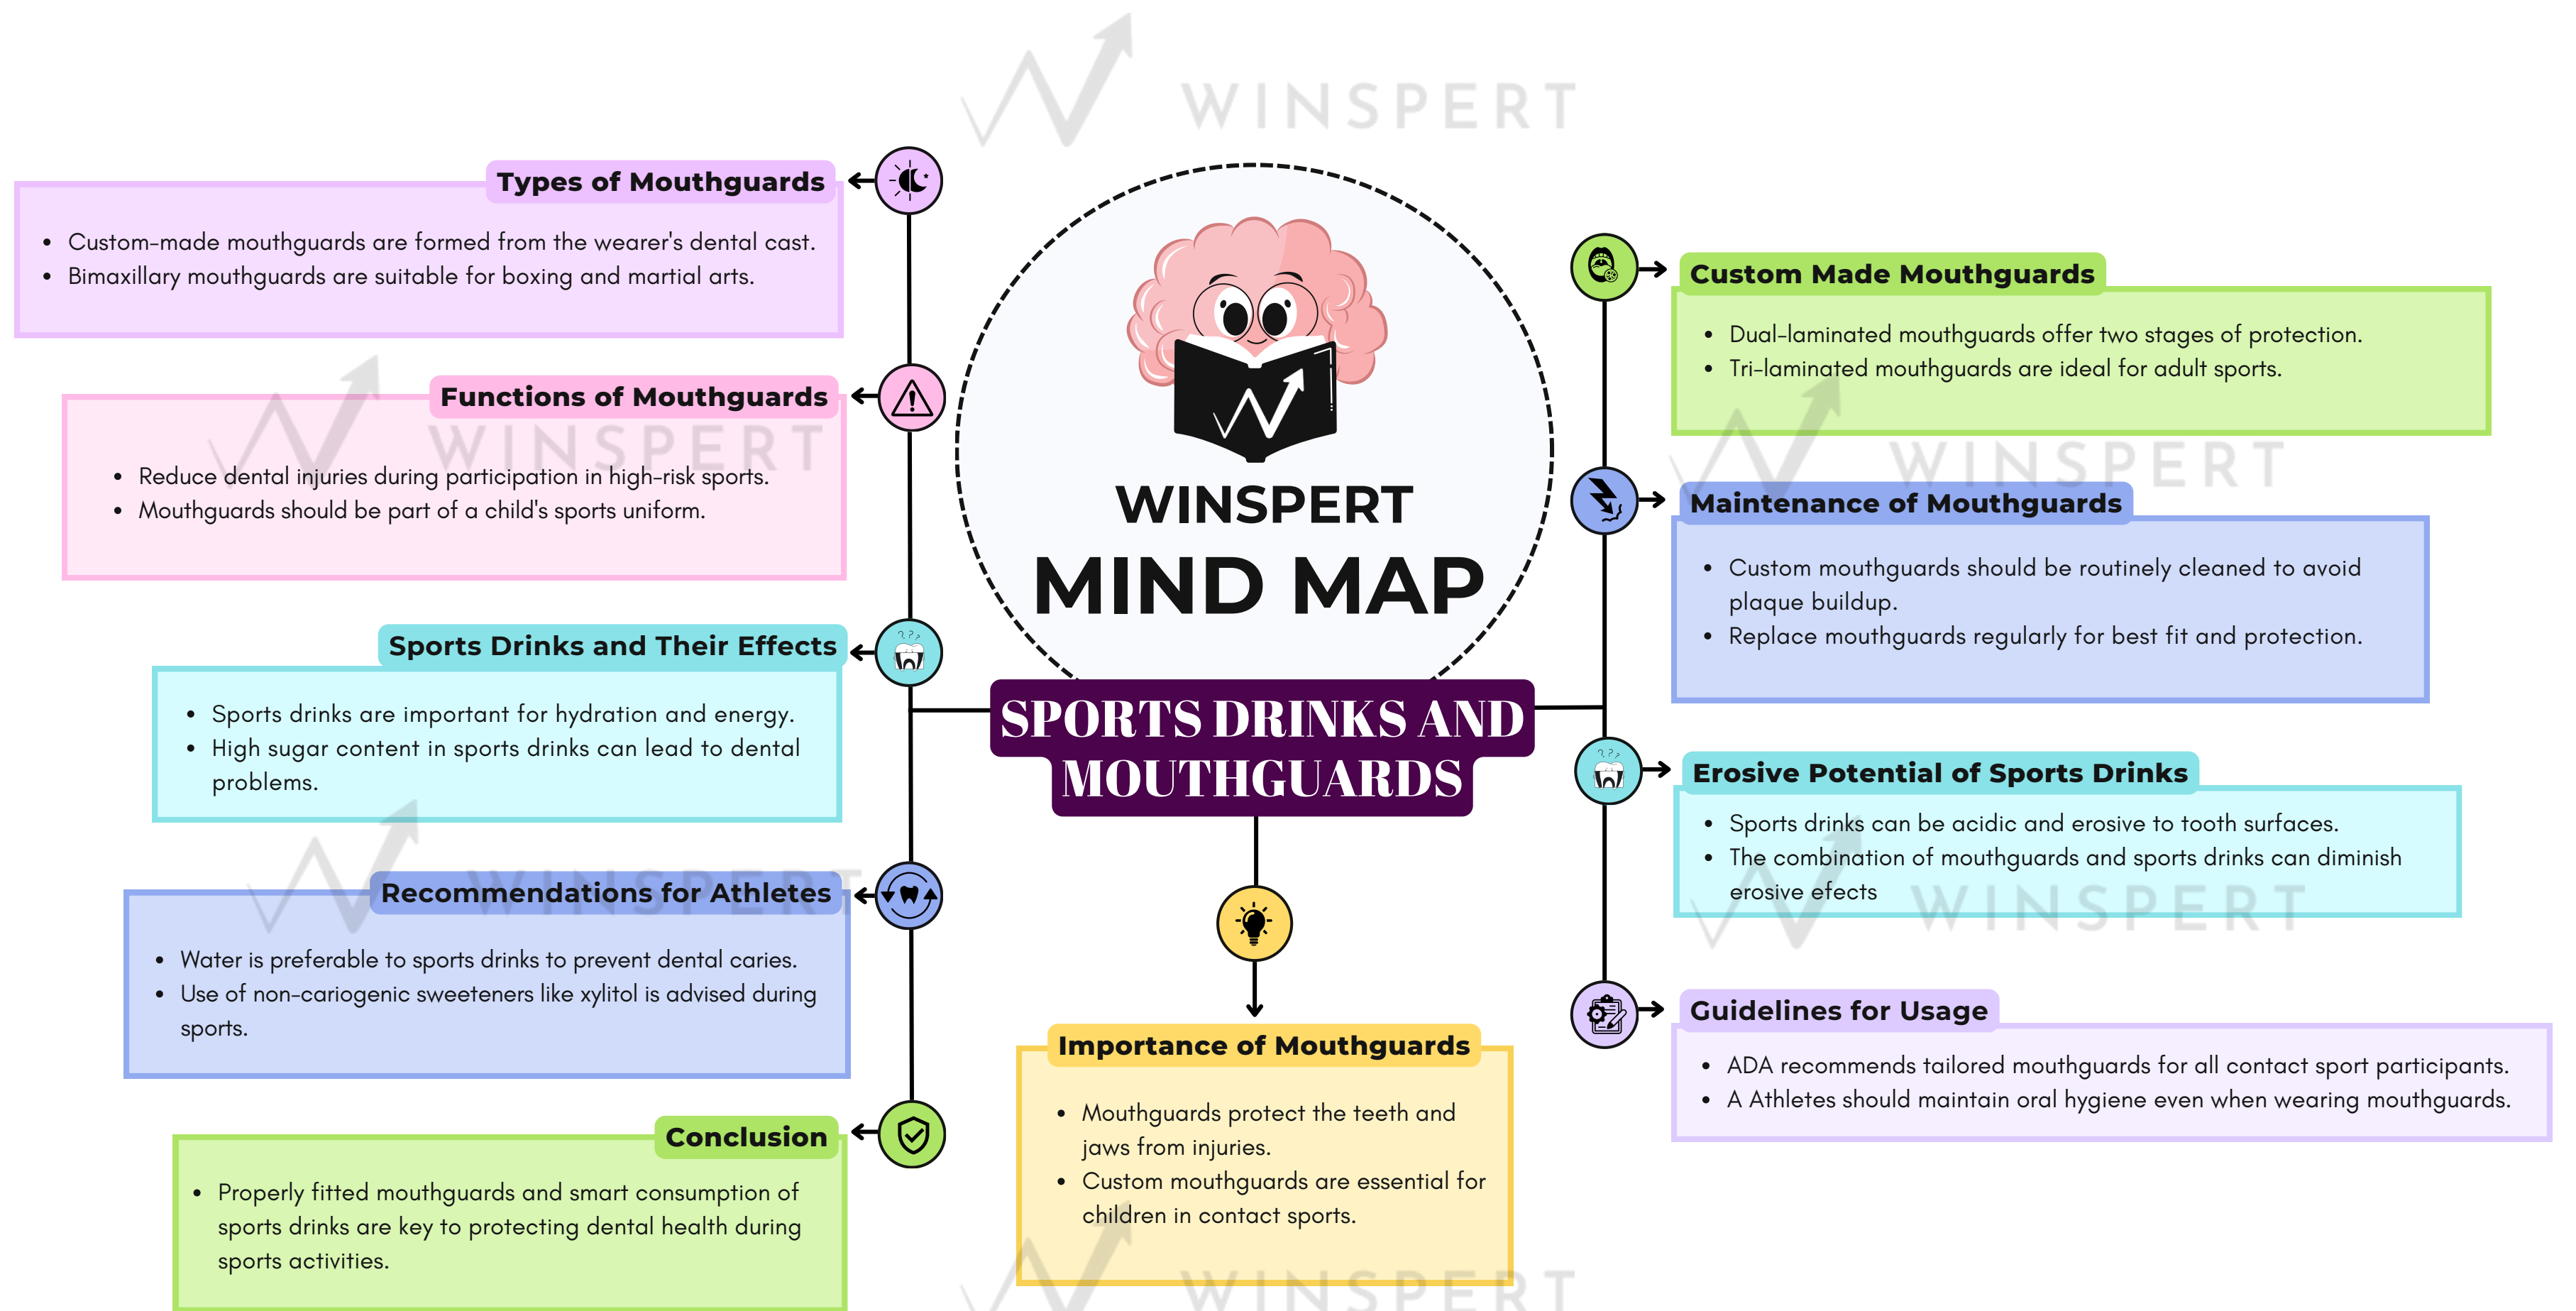 WINSPERT
Types of Mouthguards
• Custom-made mouthguards are formed from the wearer's dental cast.
• Bimaxillary mouthguards are suitable for boxing and martial arts.
Functions of Mouthguards
WINSPERT
• Reduce dental injuries during participation in high-risk sports.
• Mouthguards should be part of a child's sports uniform.
Sports Drinks and Their Effects
• Sports drinks are important for hydration and energy.
• High sugar content in sports drinks can lead to dental
problems.
WINSPERT
Recommendations for Athletes
• Water is preferable to sports drinks to prevent dental caries.
• Use of non-cariogenic sweeteners like xylitol is advised during
sports.
Conclusion
• Properly fitted mouthguards and smart consumption of
sports drinks are key to protecting dental health during
sports activities.
WINSPERT
MIND MAP
SPORTS DRINKS AND
MOUTHGUARDS
Importance of Mouthguards
• Mouthguards protect the teeth and
jaws from injuries.
• Custom mouthguards are essential for
children in contact sports.
WINSPERT
Custom Made Mouthguards
• Dual-laminated mouthguards offer two stages of protection.
• Tri-laminated mouthguards are ideal for adult sports.
WINSPERT
Maintenance of Mouthguards
• Custom mouthguards should be routinely cleaned to avoid
plaque buildup.
• Replace mouthguards regularly for best fit and protection.
Erosive Potential of Sports Drinks
• Sports drinks can be acidic and erosive to tooth surfaces.
• The combination of mouthguards and sports drinks can diminish
erosive efects
WINSPERT
Guidelines for Usage
• ADA recommends tailored mouthguards for all contact sport participants.
• A Athletes should maintain oral hygiene even when wearing mouthguards.